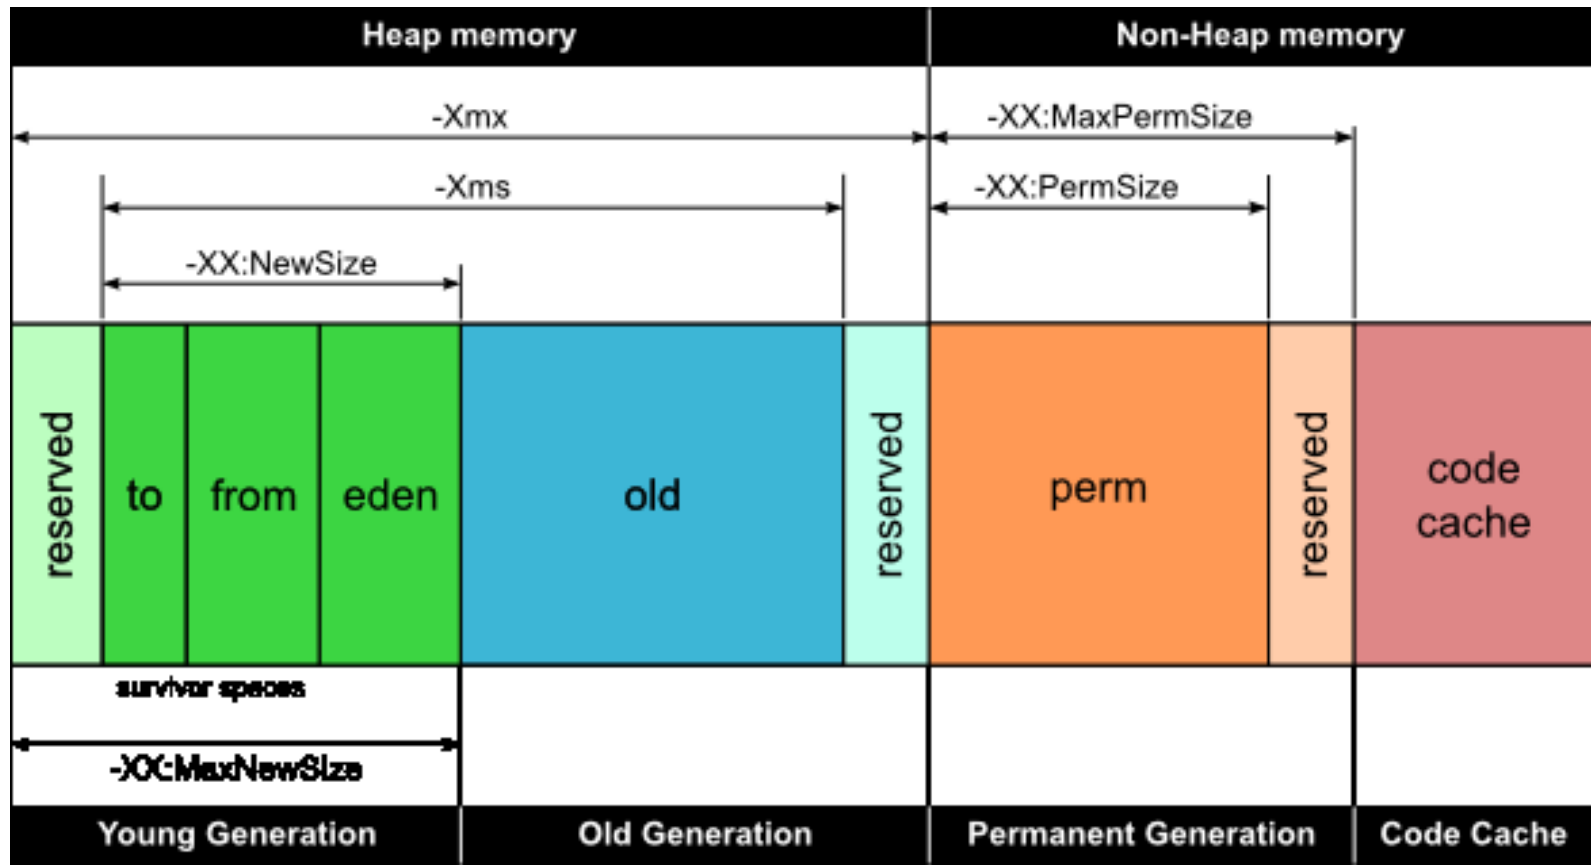 Heap memory
Non-Heap memory
-Xmx
-XX:MaxPermSize
-Xms
-XX:PermSize
-XX:NewSize
reserved
to
from
eden
old
reserved
perm
reserved
code
cache
survivor spaces
-XX:MaxNewSize
Young Generation
Old Generation
Permanent Generation
Code Cache